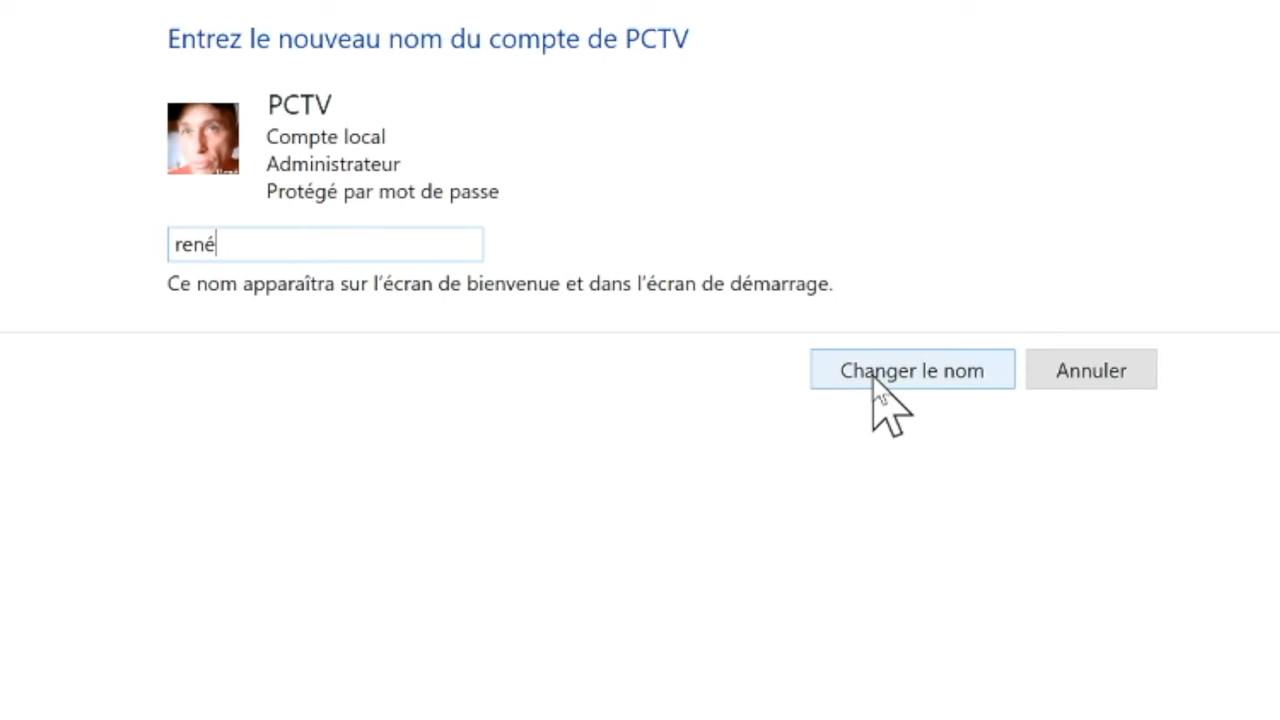 Entrez le nouveau nom du compte de PCTV
PCTV
Compte local
Administrateur
Protégé par mot de passe
rené
Ce nom apparaîtra sur l'écran de bienvenue et dans l'écran de démarrage.
Changer le nom
Annuler